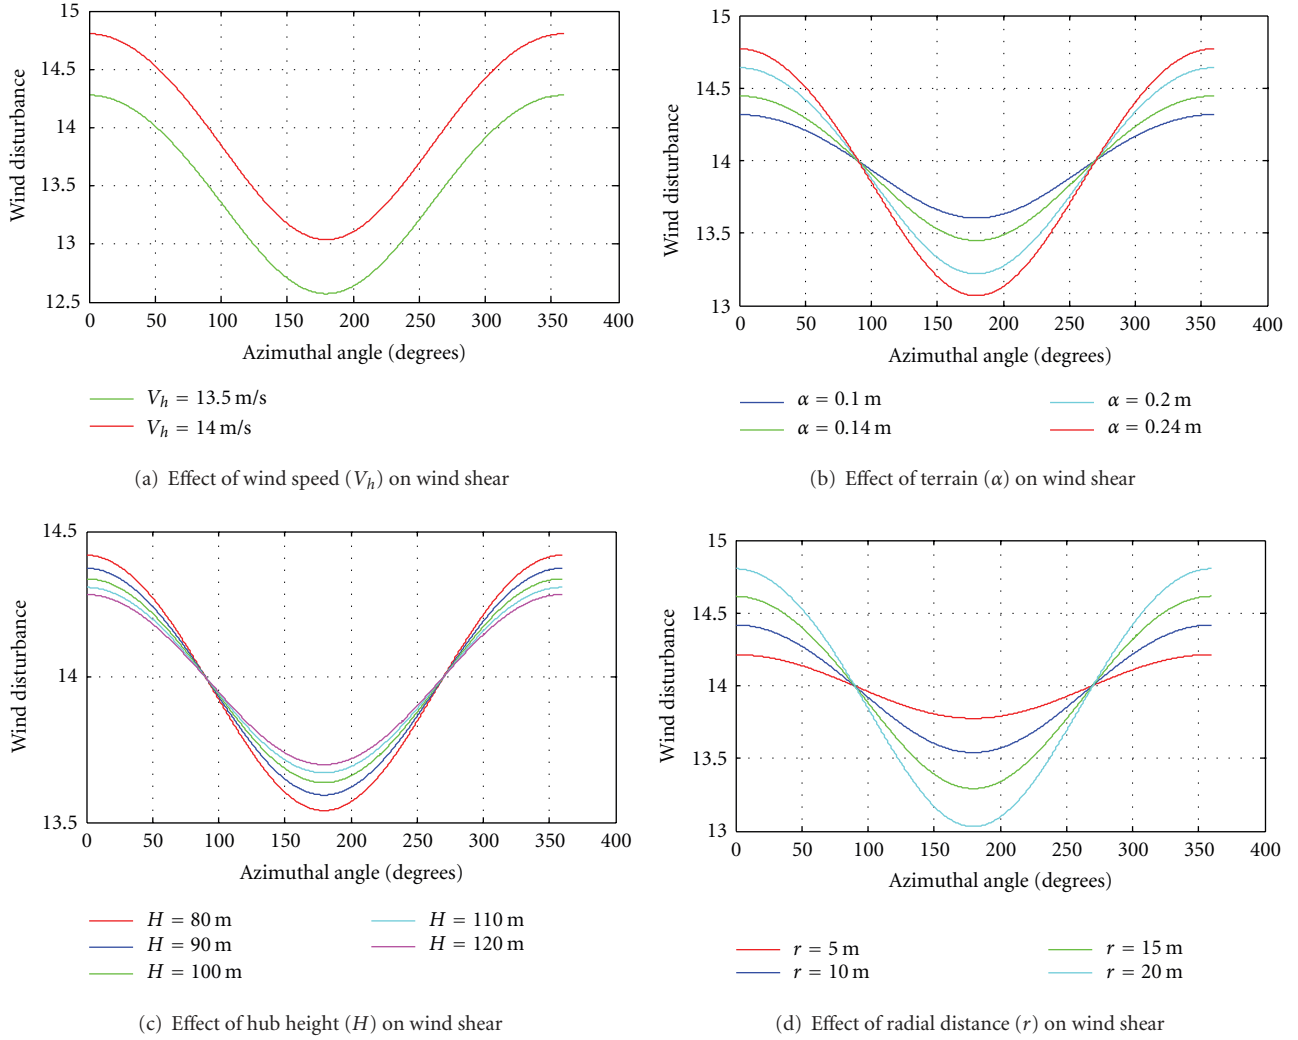 15
14.5
14
13.5
13
12.5
0 50 100 150 200 250 300 350 400
Wind disturbance
Azimuthal angle (degrees)
V_h = 13.5 m/s
V_h = 14 m/s
(a) Effect of wind speed (V_h) on wind shear
15
14.5
14
13.5
13
0 50 100 150 200 250 300 350 400
Wind disturbance
Azimuthal angle (degrees)
α = 0.1 m
α = 0.14 m
α = 0.2 m
α = 0.24 m
(b) Effect of terrain (α) on wind shear
14.5
14
13.5
0 50 100 150 200 250 300 350 400
Wind disturbance
Azimuthal angle (degrees)
H = 80 m
H = 90 m
H = 100 m
H = 110 m
H = 120 m
(c) Effect of hub height (H) on wind shear
15
14.5
14
13.5
13
0 50 100 150 200 250 300 350 400
Wind disturbance
Azimuthal angle (degrees)
r = 5 m
r = 10 m
r = 15 m
r = 20 m
(d) Effect of radial distance (r) on wind shear